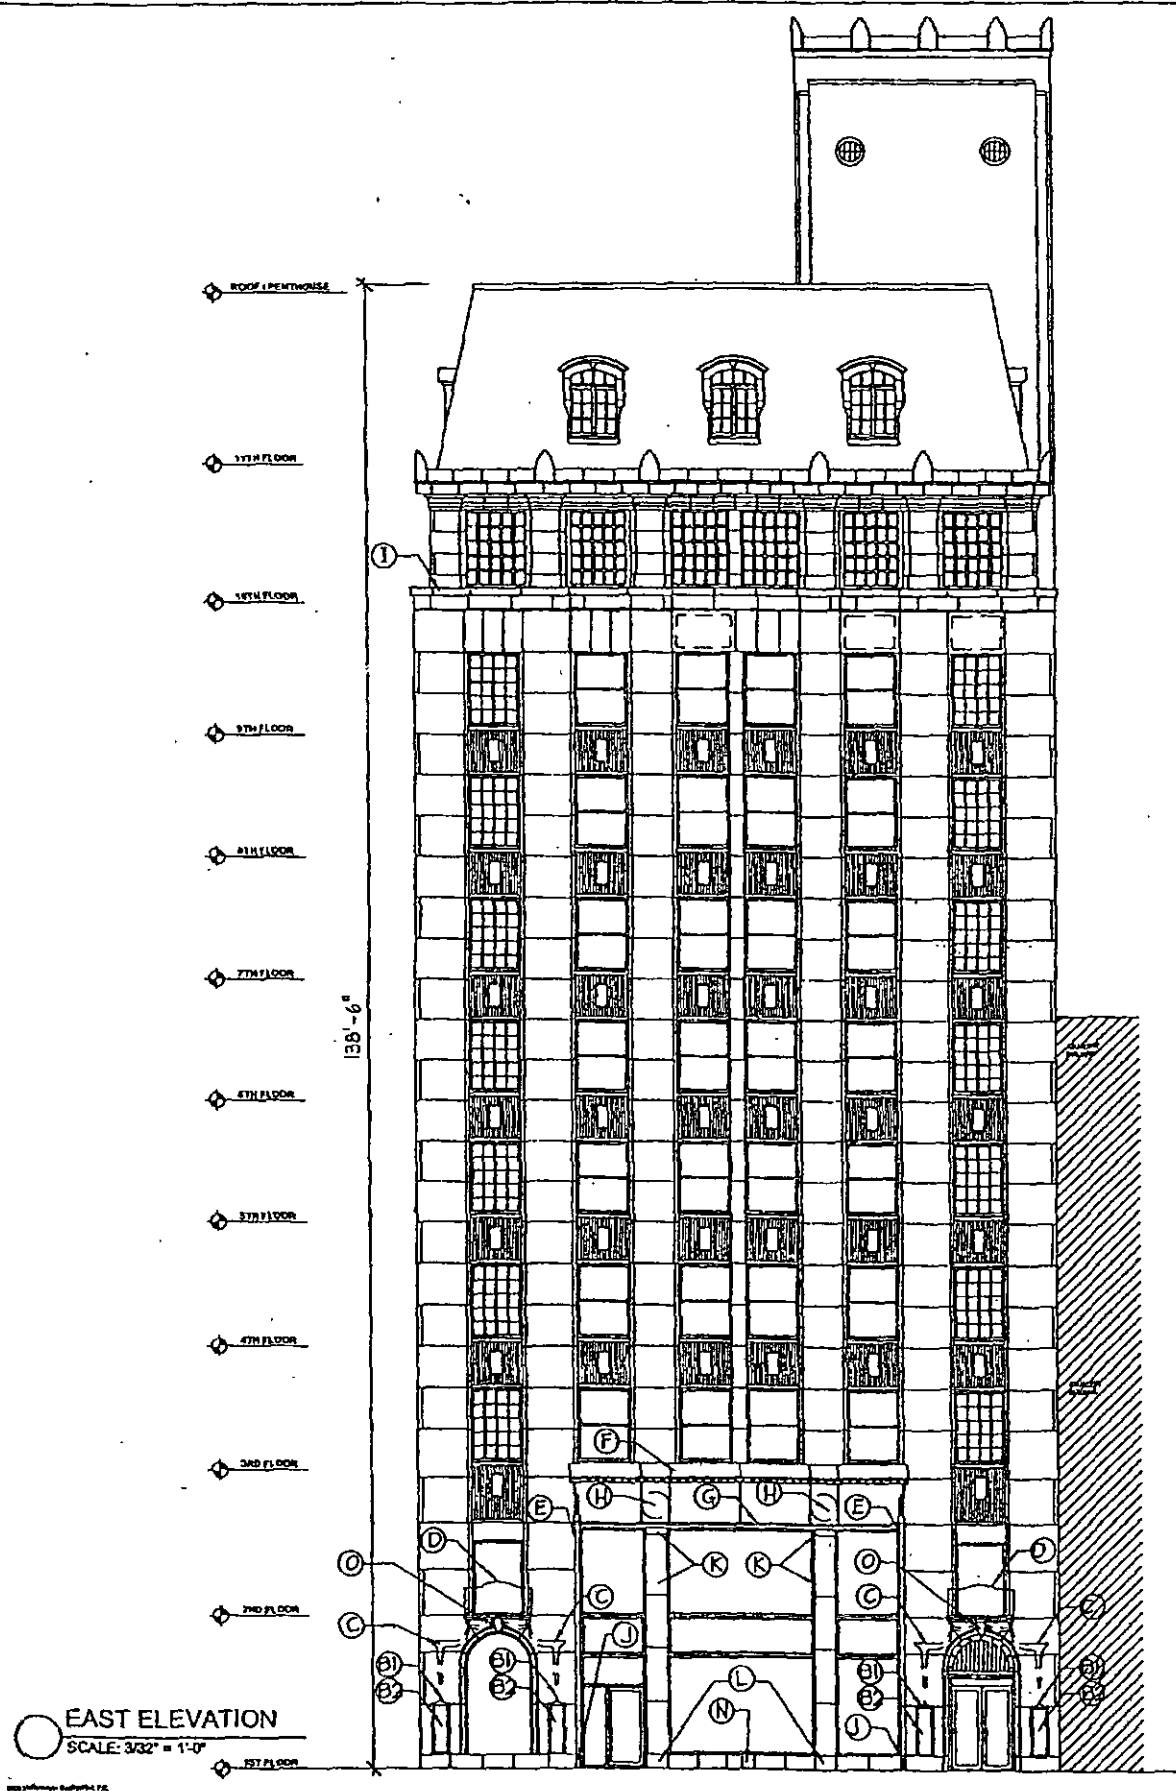 ROOF / PENTHOUSE
11TH FLOOR
I
10TH FLOOR
9TH FLOOR
8TH FLOOR
7TH FLOOR
138'-6"
6TH FLOOR
5TH FLOOR
4TH FLOOR
F
3RD FLOOR
E H G H E
D D
O K K O
C C C
2ND FLOOR
C J
B1 B1 B1
B2 B2 B2
L
N J
EAST ELEVATION
SCALE: 3/32" = 1'-0"
1ST FLOOR